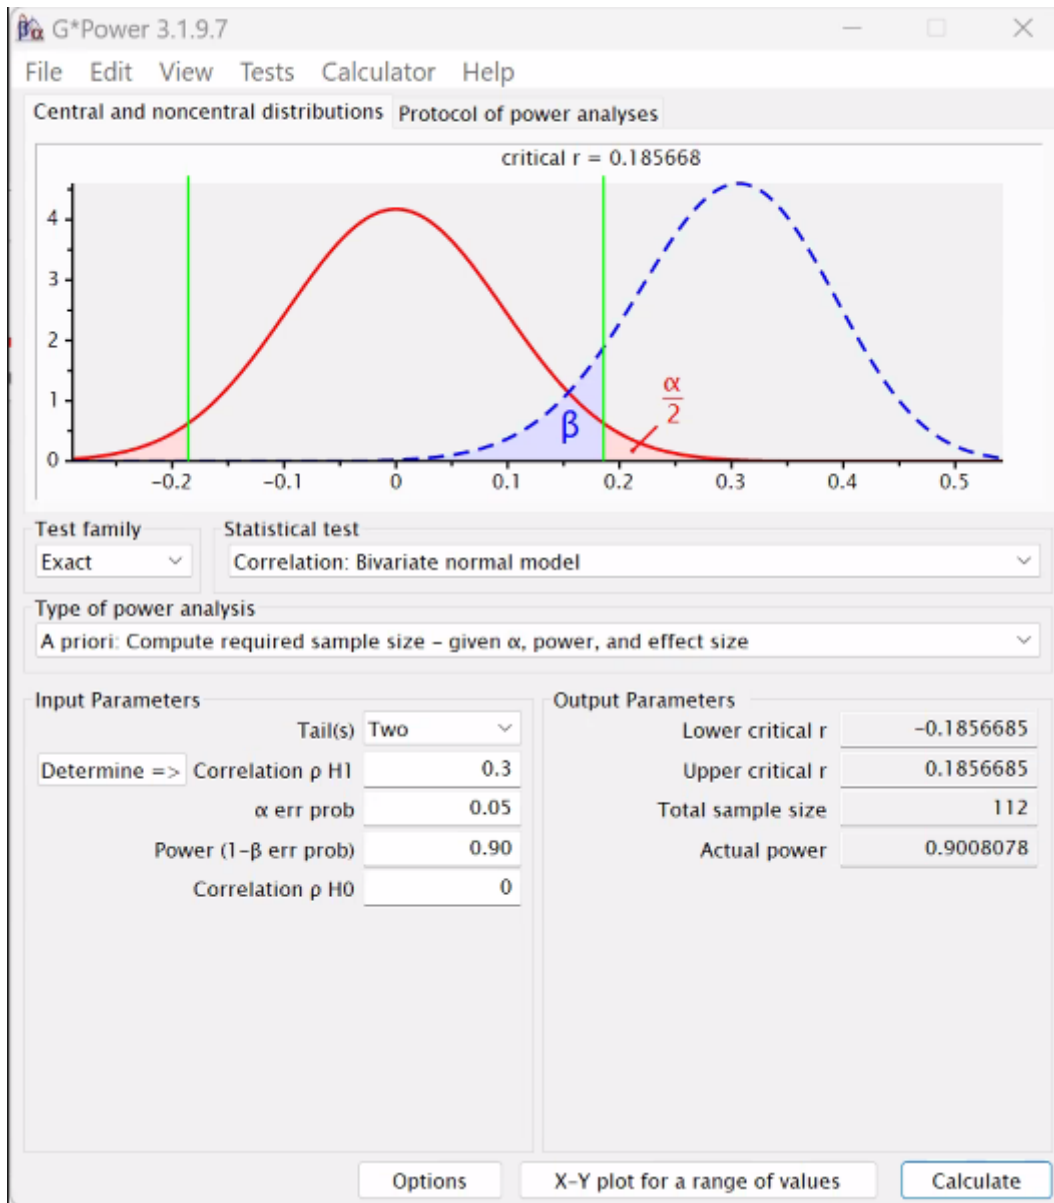 G*Power 3.1.9.7
File Edit View Tests Calculator Help
Central and noncentral distributions Protocol of power analyses
critical r = 0.185668
4
3
2
1
0
β
α
2
-0.2 -0.1 0 0.1 0.2 0.3 0.4 0.5
Test family Statistical test
Exact Correlation: Bivariate normal model
Type of power analysis
A priori: Compute required sample size – given α, power, and effect size
Input Parameters Output Parameters
Tail(s) Two Lower critical r -0.1856685
Determine => Correlation ρ H1 0.3 Upper critical r 0.1856685
α err prob 0.05 Total sample size 112
Power (1-β err prob) 0.90 Actual power 0.9008078
Correlation ρ H0 0
Options X-Y plot for a range of values Calculate